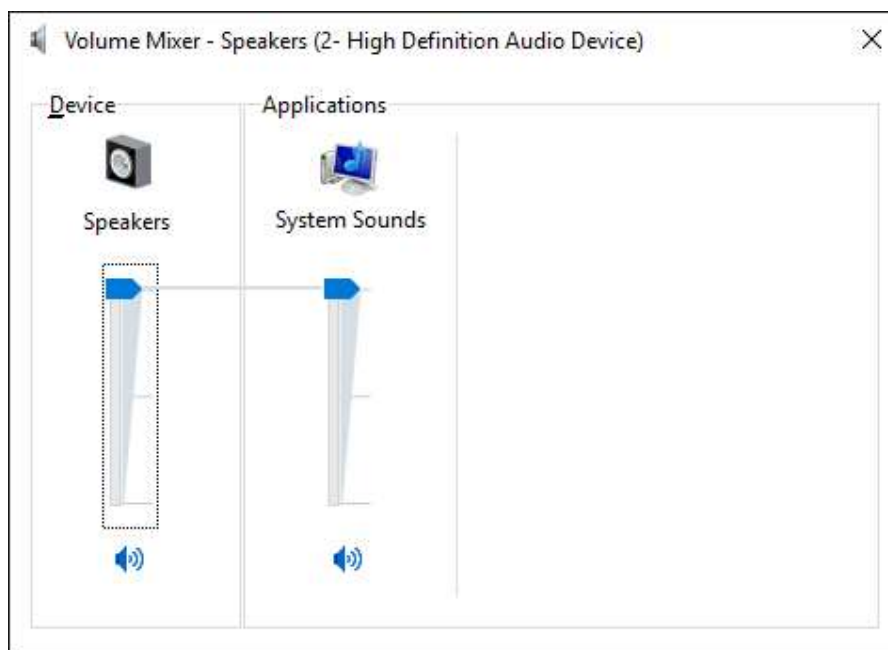 Volume Mixer - Speakers (2- High Definition Audio Device)
Device
Applications
Speakers
System Sounds